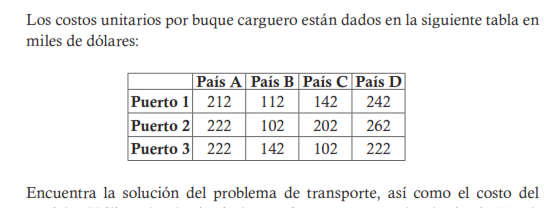 Los costos unitarios por buque carguero están dados en la siguiente tabla en
miles de dólares:
País A País B País C País D
Puerto 1 212 112 142 242
Puerto 2 222 102 202 262
Puerto 3 222 142 102 222
Encuentra la solución del problema de transporte, así como el costo del